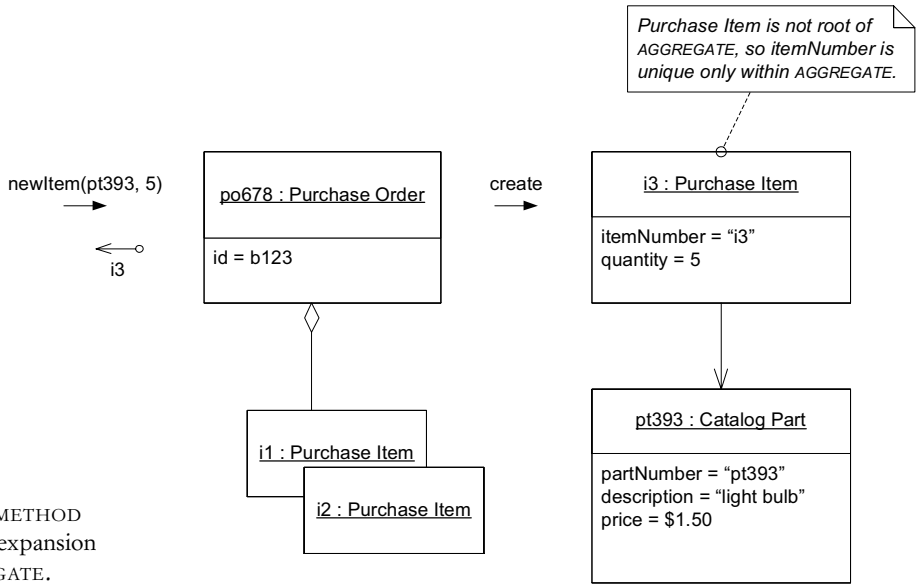 Purchase Item is not root of
AGGREGATE, so itemNumber is
unique only within AGGREGATE.
newItem(pt393, 5)
i3
po678 : Purchase Order
id = b123
create
i3 : Purchase Item
itemNumber = “i3”
quantity = 5
i1 : Purchase Item
i2 : Purchase Item
pt393 : Catalog Part
partNumber = “pt393”
description = “light bulb”
price = $1.50
METHOD
expansion
GATE.